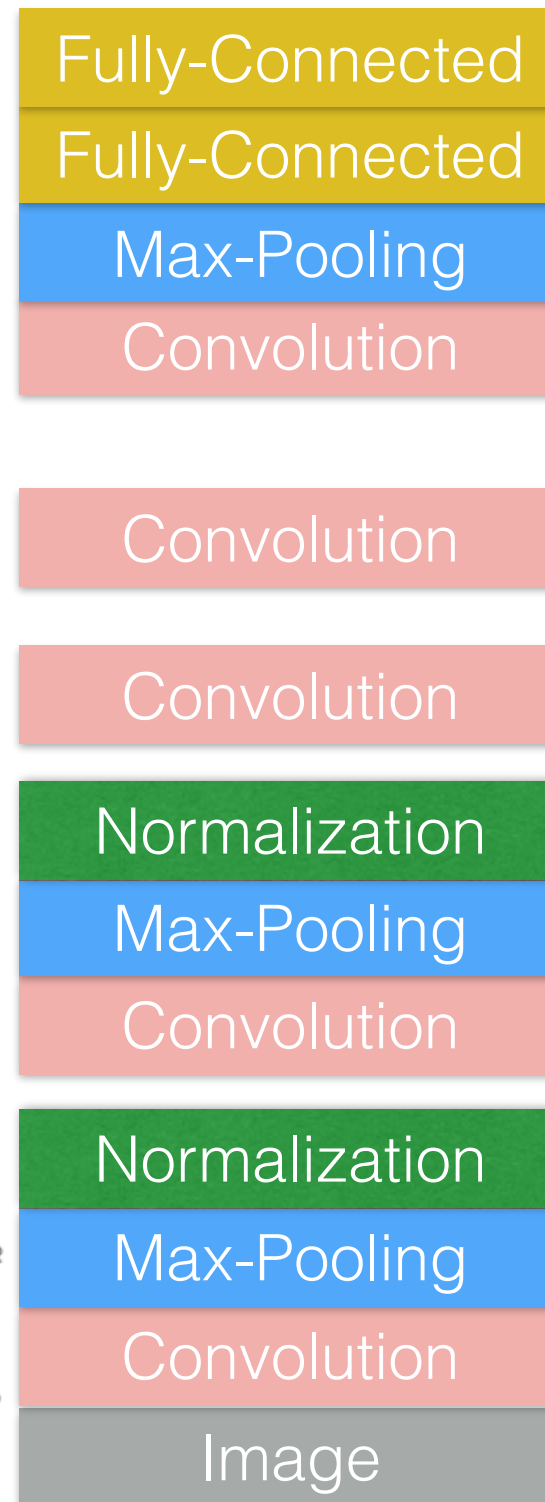 Fully-Connected
Fully-Connected
Max-Pooling
Convolution
Convolution
Convolution
Normalization
Max-Pooling
Convolution
Normalization
Max-Pooling
Convolution
Image